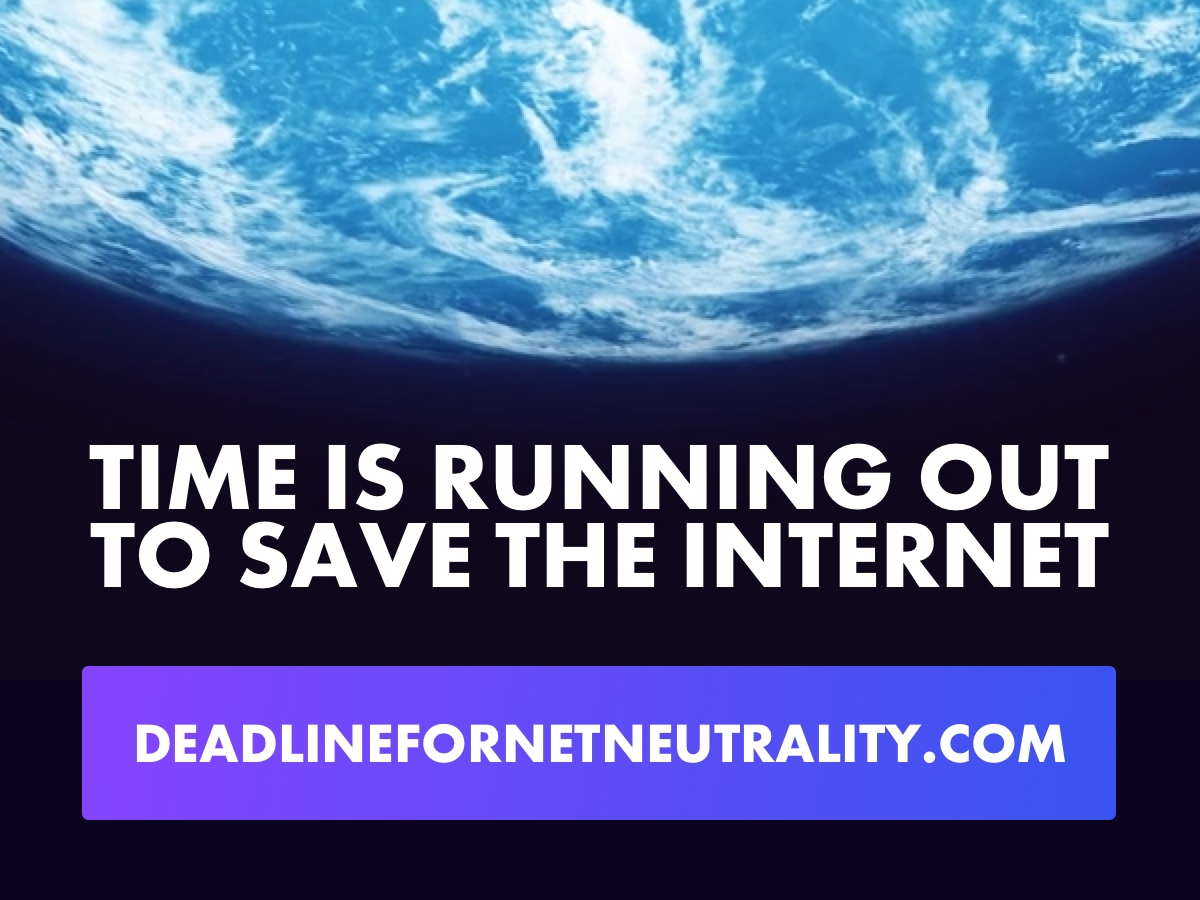 TIME IS RUNNING OUT
TO SAVE THE INTERNET
DEADLINEFORNETNEUTRALITY.COM